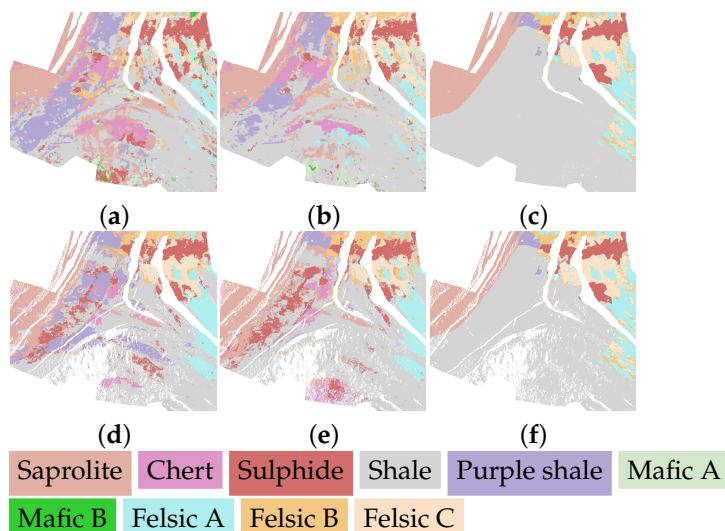 (a) (b) (c)
(d) (e) (f)
Saprolite Chert Sulphide Shale Purple shale Mafic A
Mafic B Felsic A Felsic B Felsic C